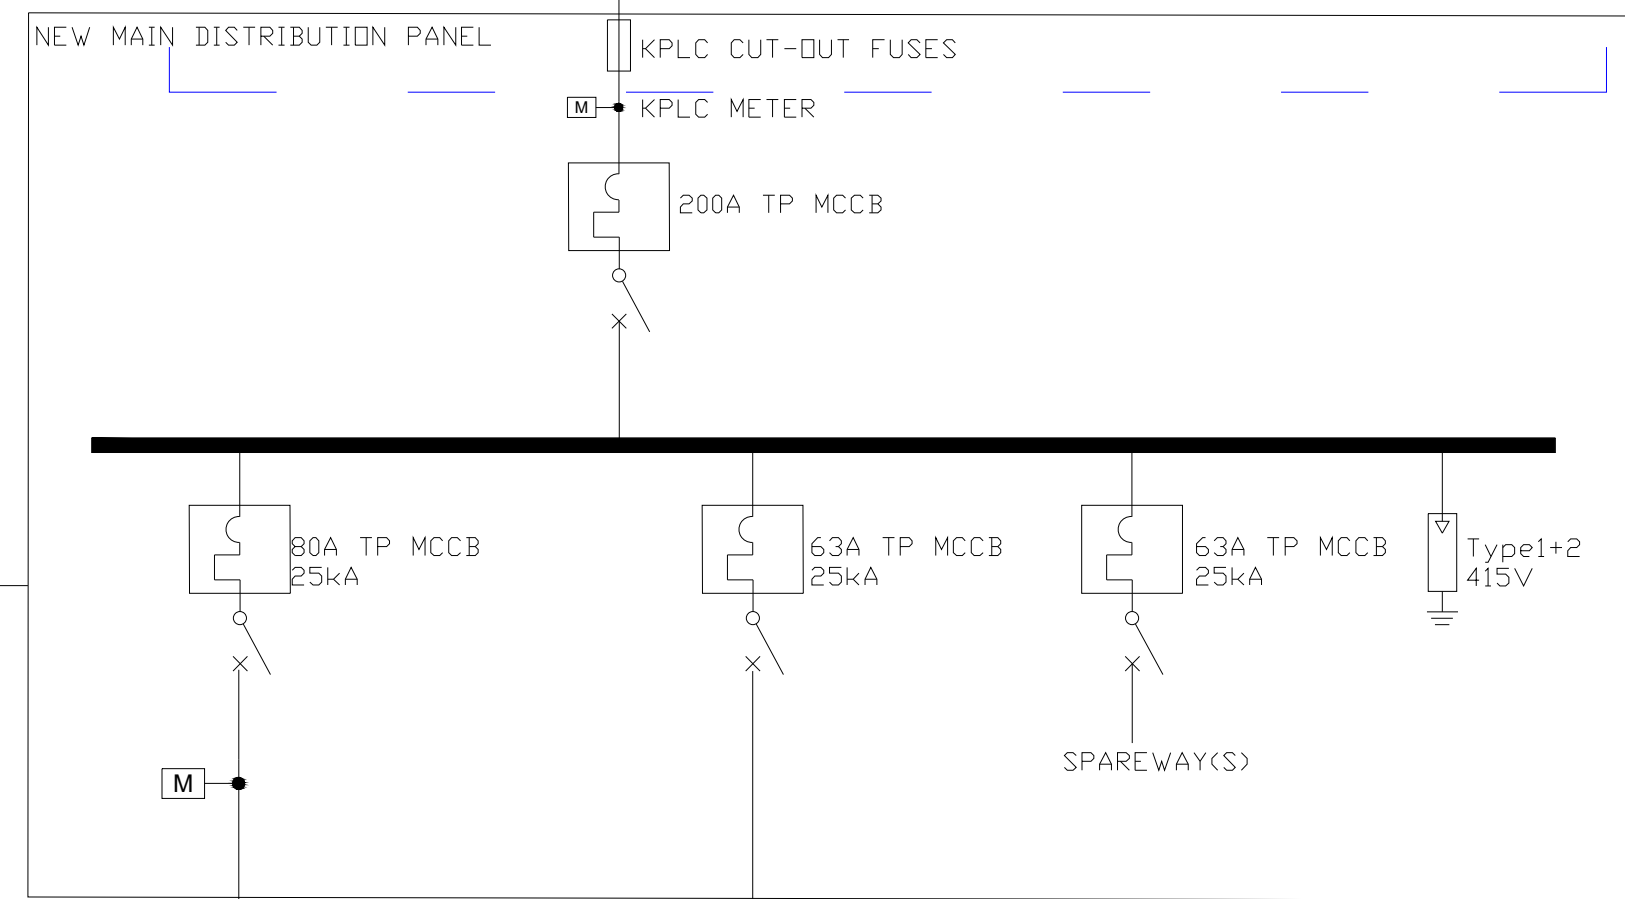 NEW MAIN DISTRIBUTION PANEL
KPLC CUT-OUT FUSES
M
KPLC METER
200A TP MCCB
80A TP MCCB
25kA
63A TP MCCB
25kA
63A TP MCCB
25kA
Type1+2
415V
SPAREWAY(S)
M